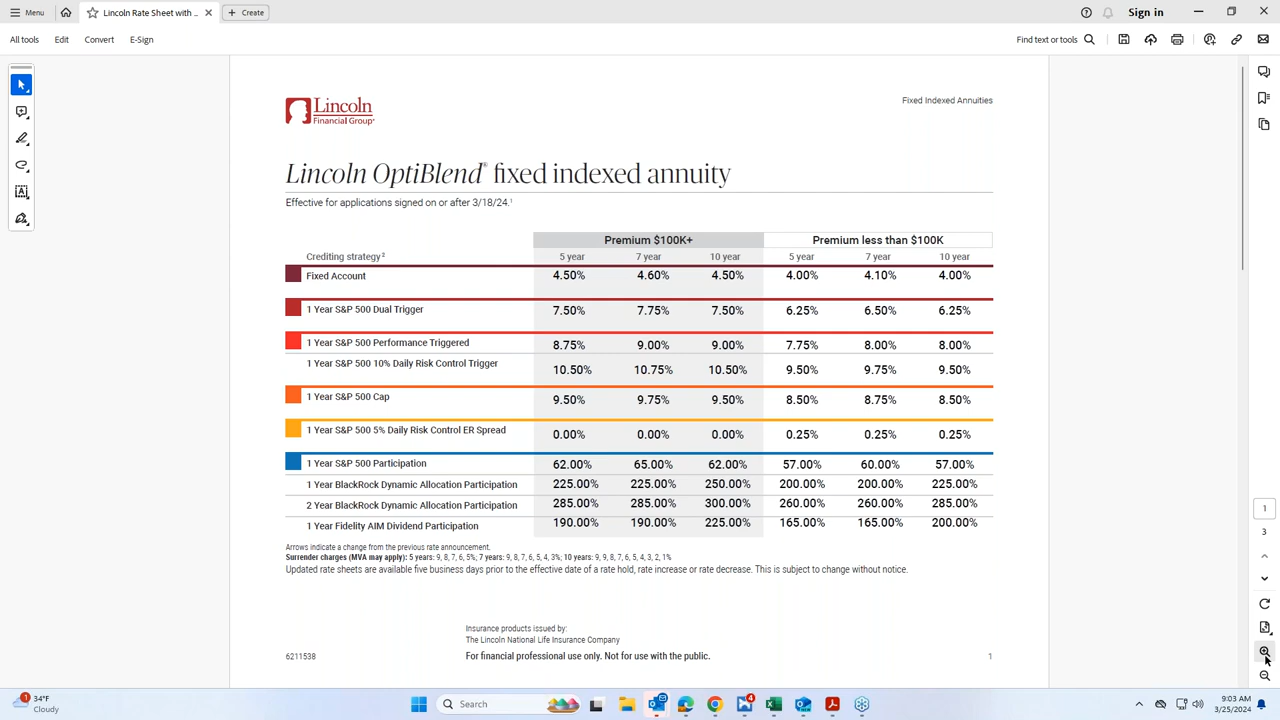 Menu
Lincoln Rate Sheet with ...
Create
Sign in
All tools Edit Convert E-Sign
Find text or tools
Lincoln
Financial Group®
Fixed Indexed Annuities
Lincoln OptiBlend® fixed indexed annuity
Effective for applications signed on or after 3/18/24.1
Premium $100K+ Premium less than $100K
Crediting strategy2 5 year 7 year 10 year 5 year 7 year 10 year
Fixed Account 4.50% 4.60% 4.50% 4.00% 4.10% 4.00%
1 Year S&P 500 Dual Trigger 7.50% 7.75% 7.50% 6.25% 6.50% 6.25%
1 Year S&P 500 Performance Triggered 8.75% 9.00% 9.00% 7.75% 8.00% 8.00%
1 Year S&P 500 10% Daily Risk Control Trigger 10.50% 10.75% 10.50% 9.50% 9.75% 9.50%
1 Year S&P 500 Cap 9.50% 9.75% 9.50% 8.50% 8.75% 8.50%
1 Year S&P 500 5% Daily Risk Control ER Spread 0.00% 0.00% 0.00% 0.25% 0.25% 0.25%
1 Year S&P 500 Participation 62.00% 65.00% 62.00% 57.00% 60.00% 57.00%
1 Year BlackRock Dynamic Allocation Participation 225.00% 225.00% 250.00% 200.00% 200.00% 225.00%
2 Year BlackRock Dynamic Allocation Participation 285.00% 285.00% 300.00% 260.00% 260.00% 285.00%
1 Year Fidelity AIM Dividend Participation 190.00% 190.00% 225.00% 165.00% 165.00% 200.00%
Arrows indicate a change from the previous rate announcement.
Surrender charges (MVA may apply): 5 years: 9, 8, 7, 6, 5%; 7 years: 9, 8, 7, 6, 5, 4, 3%; 10 years: 9, 9, 8, 7, 6, 5, 4, 3, 2, 1%
Updated rate sheets are available five business days prior to the effective date of a rate hold, rate increase or rate decrease. This is subject to change without notice.
Insurance products issued by:
The Lincoln National Life Insurance Company
6211538 For financial professional use only. Not for use with the public. 1
1
3
1
34°F
Cloudy
Search
4
9:03 AM
3/25/2024